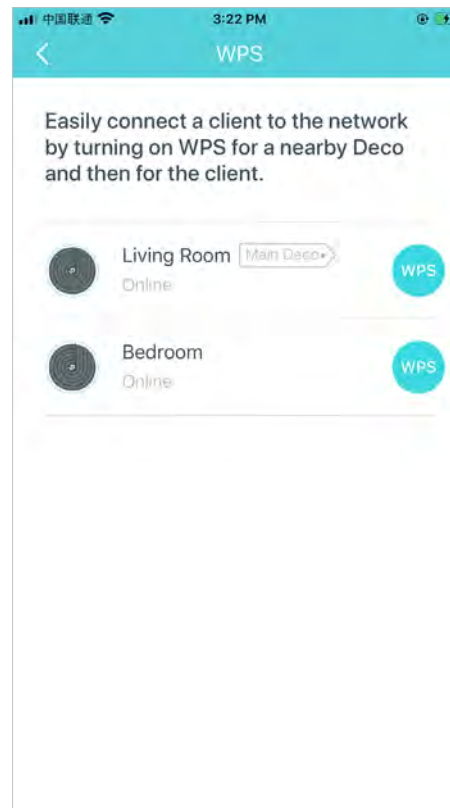 中国联通
3:22 PM
WPS
Easily connect a client to the network
by turning on WPS for a nearby Deco
and then for the client.
Living Room Main Deco
Online
WPS
Bedroom
Online
WPS